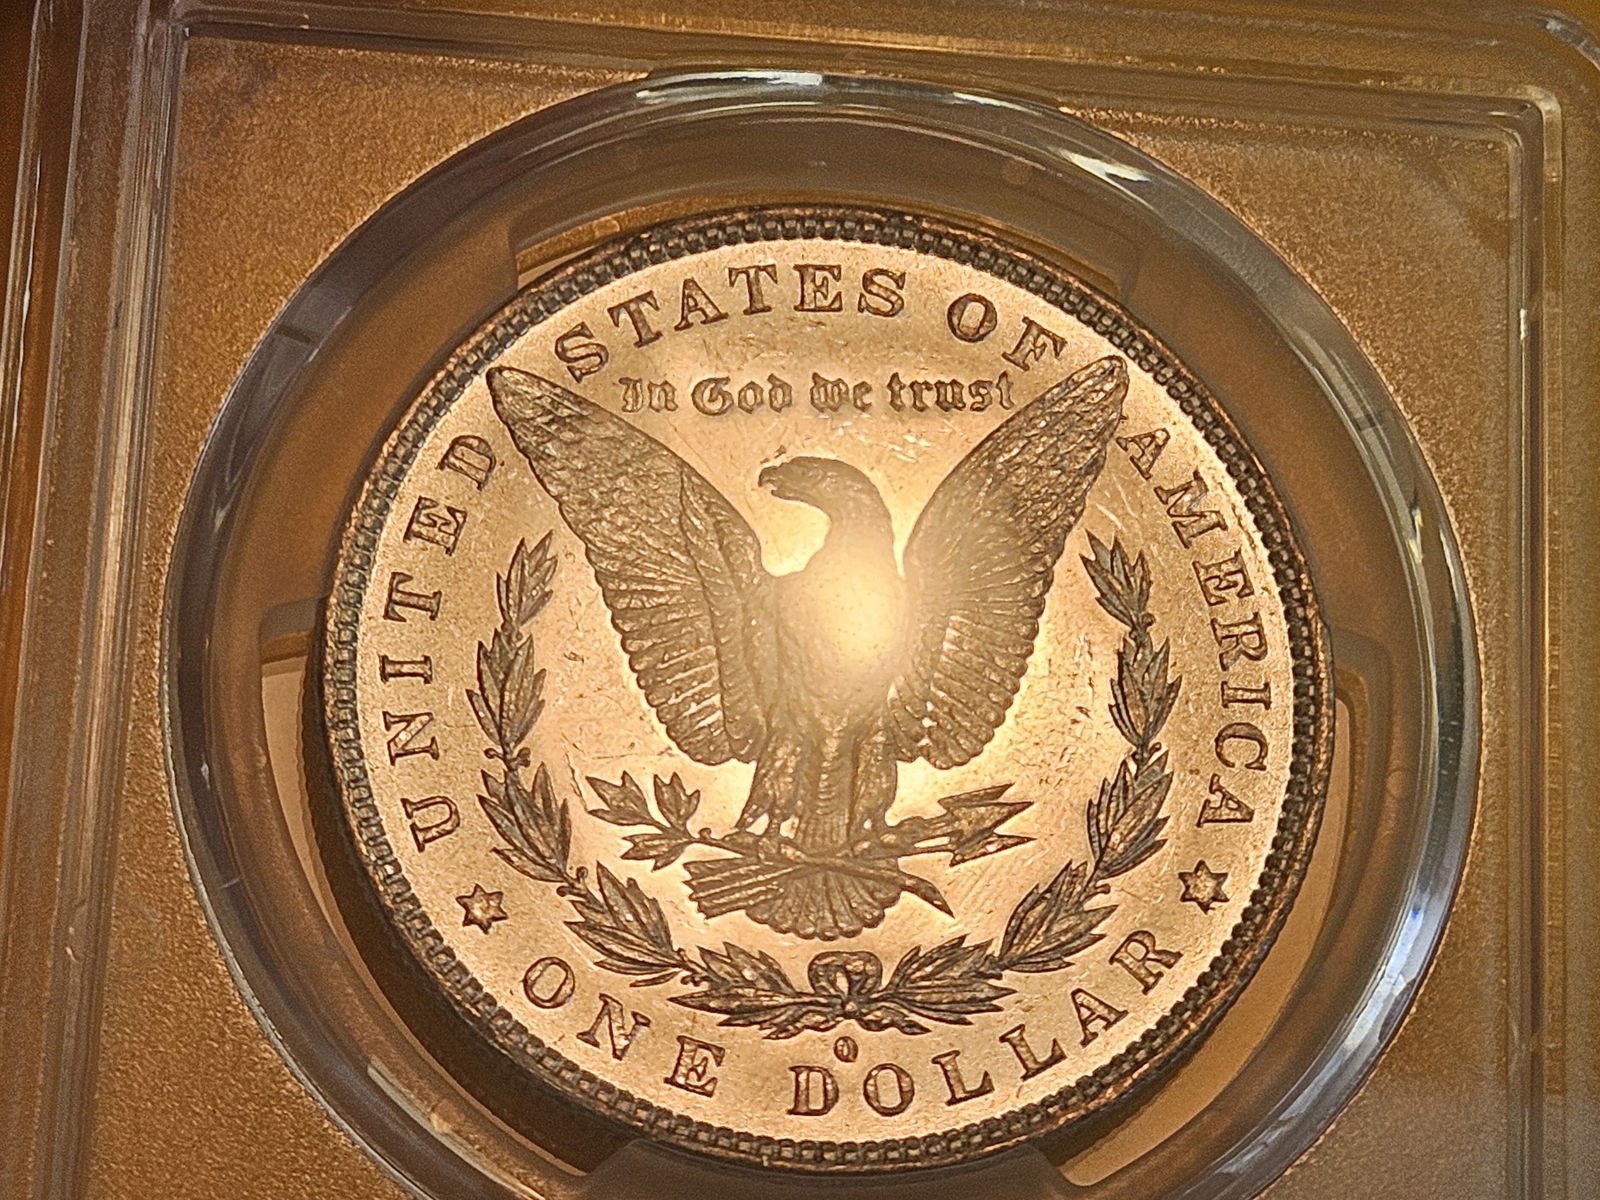 UNITED STATES OF AMERICA
In God we trust
O
ONE DOLLAR